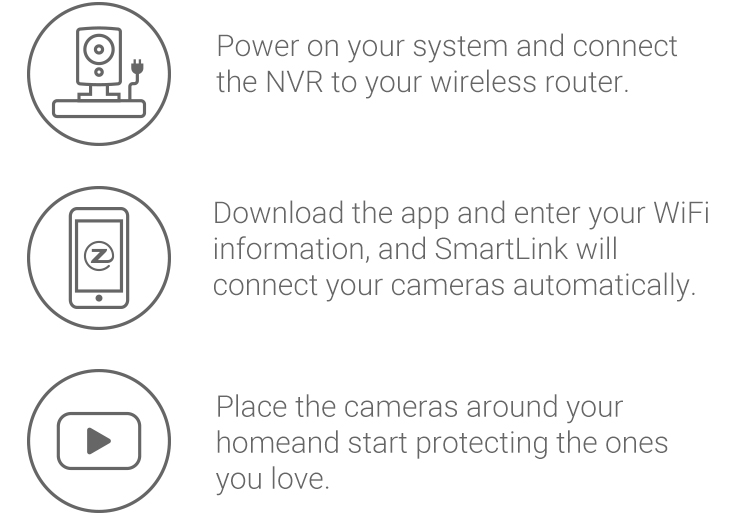 Power on your system and connect
the NVR to your wireless router.
Z
Download the app and enter your WiFi
information, and SmartLink will
connect your cameras automatically.
Place the cameras around your
homeand start protecting the ones
you love.